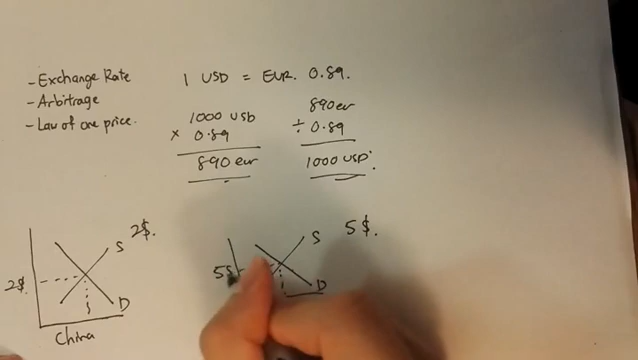 - Exchange Rate
- Arbitrage
- Law of one price.
1 USD = EUR. 0.89.
1000 USD
× 0.89
890 eur
890 eur
÷ 0.89
1000 USD.
2$.
S
2$
D
China
5$.
S
5$
D